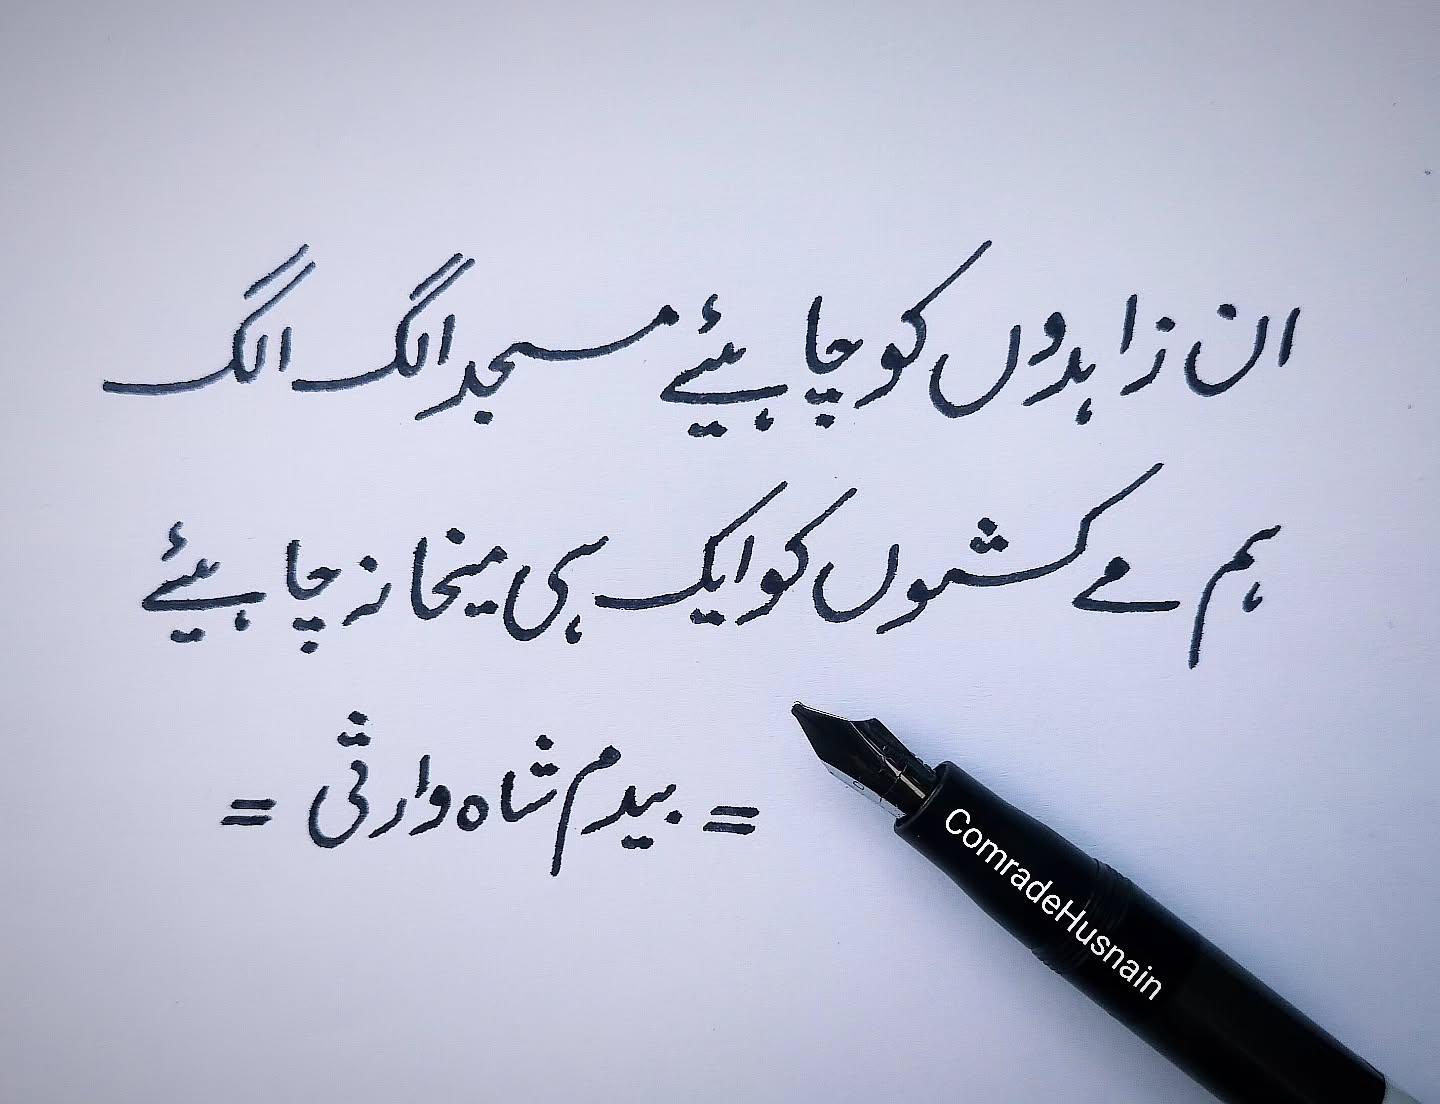 ان زاہدوں کو چاہیئے مسجد الگ الگ
ہم مے کشوں کو ایک ہی میخانہ چاہیئے
= بیدم شاہ وارثی =
ComradeHusnain